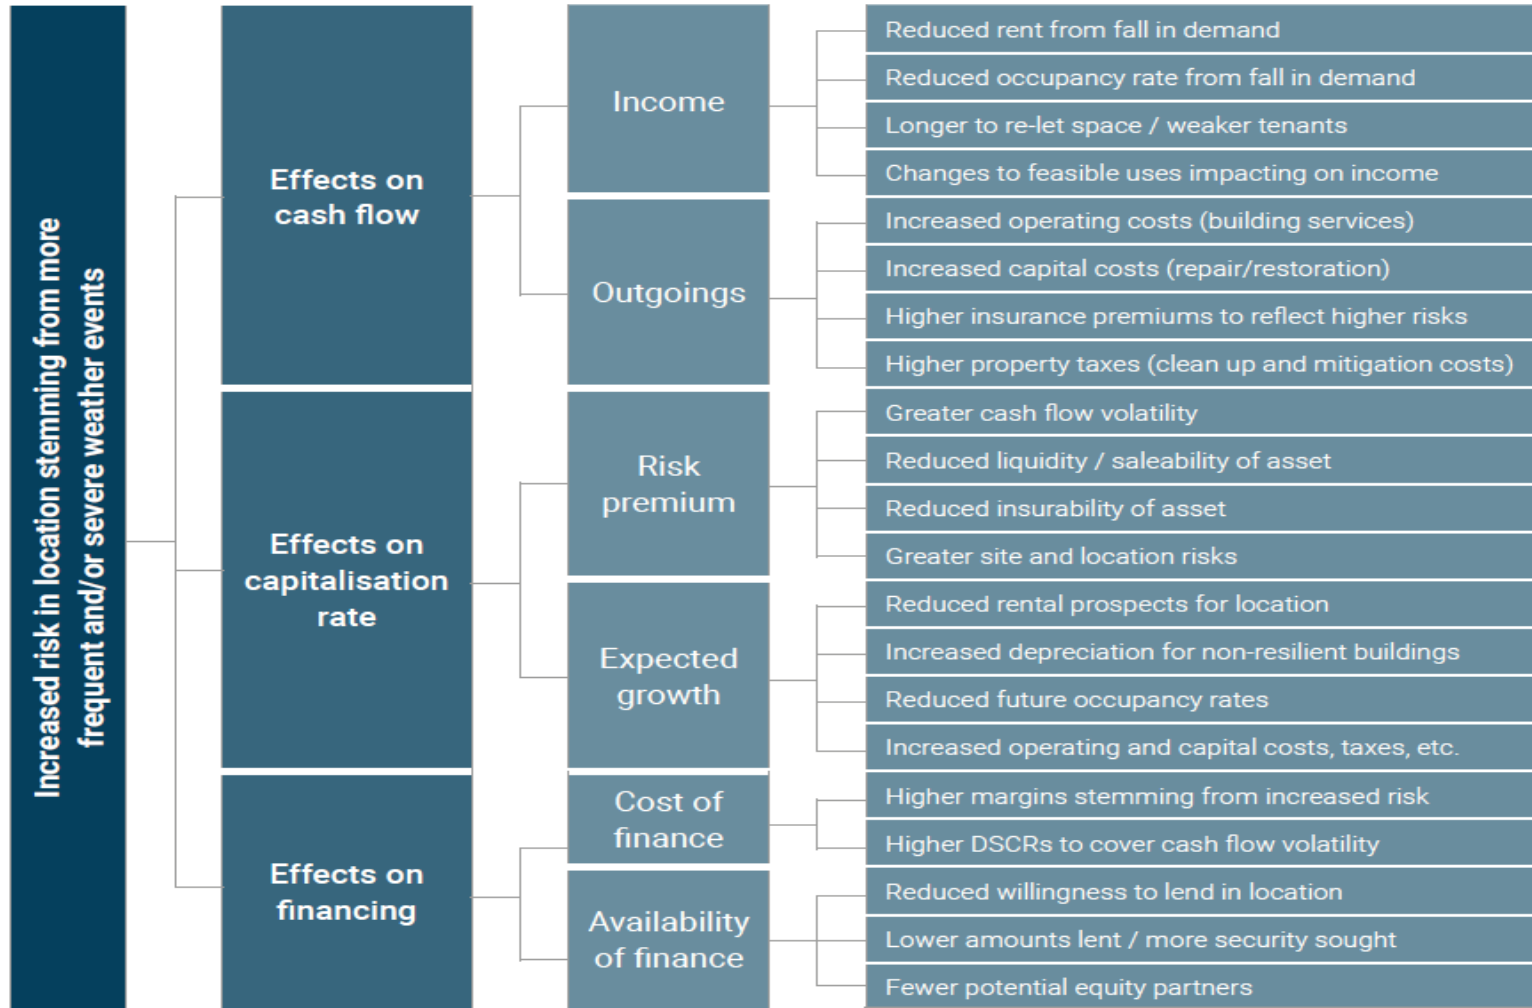 Increased risk in location stemming from more
frequent and/or severe weather events
Effects on
cash flow
Income
Reduced rent from fall in demand
Reduced occupancy rate from fall in demand
Longer to re-let space / weaker tenants
Changes to feasible uses impacting on income
Outgoings
Increased operating costs (building services)
Increased capital costs (repair/restoration)
Higher insurance premiums to reflect higher risks
Higher property taxes (clean up and mitigation costs)
Effects on
capitalisation
rate
Risk
premium
Greater cash flow volatility
Reduced liquidity / saleability of asset
Reduced insurability of asset
Greater site and location risks
Expected
growth
Reduced rental prospects for location
Increased depreciation for non-resilient buildings
Reduced future occupancy rates
Increased operating and capital costs, taxes, etc.
Effects on
financing
Cost of
finance
Higher margins stemming from increased risk
Higher DSCRs to cover cash flow volatility
Availability
of finance
Reduced willingness to lend in location
Lower amounts lent / more security sought
Fewer potential equity partners